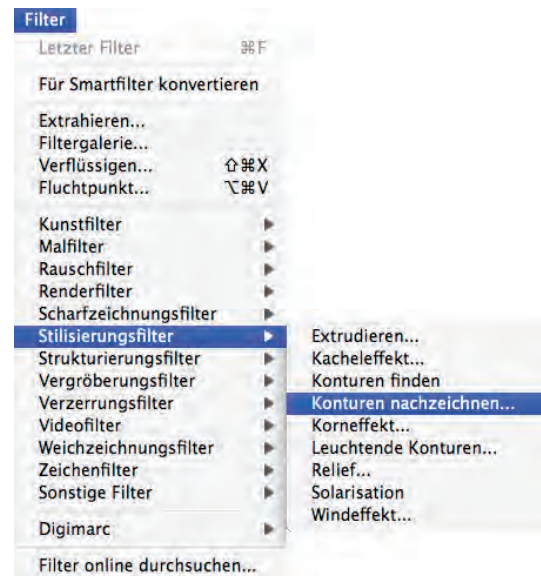 Filter
Letzter Filter ⌘F
Für Smartfilter konvertieren
Extrahieren...
Filtergalerie...
Verflüssigen... ⇧⌘X
Fluchtpunkt... ⌥⌘V
Kunstfilter
Malfilter
Rauschfilter
Renderfilter
Scharfzeichnungsfilter
Stilisierungsfilter
Strukturierungsfilter
Vergröberungsfilter
Verzerrungsfilter
Videofilter
Weichzeichnungsfilter
Zeichenfilter
Sonstige Filter
Digimarc
Filter online durchsuchen...
Extrudieren...
Kacheleffekt...
Konturen finden
Konturen nachzeichnen...
Korneffekt...
Leuchtende Konturen...
Relief...
Solarisation
Windeffekt...